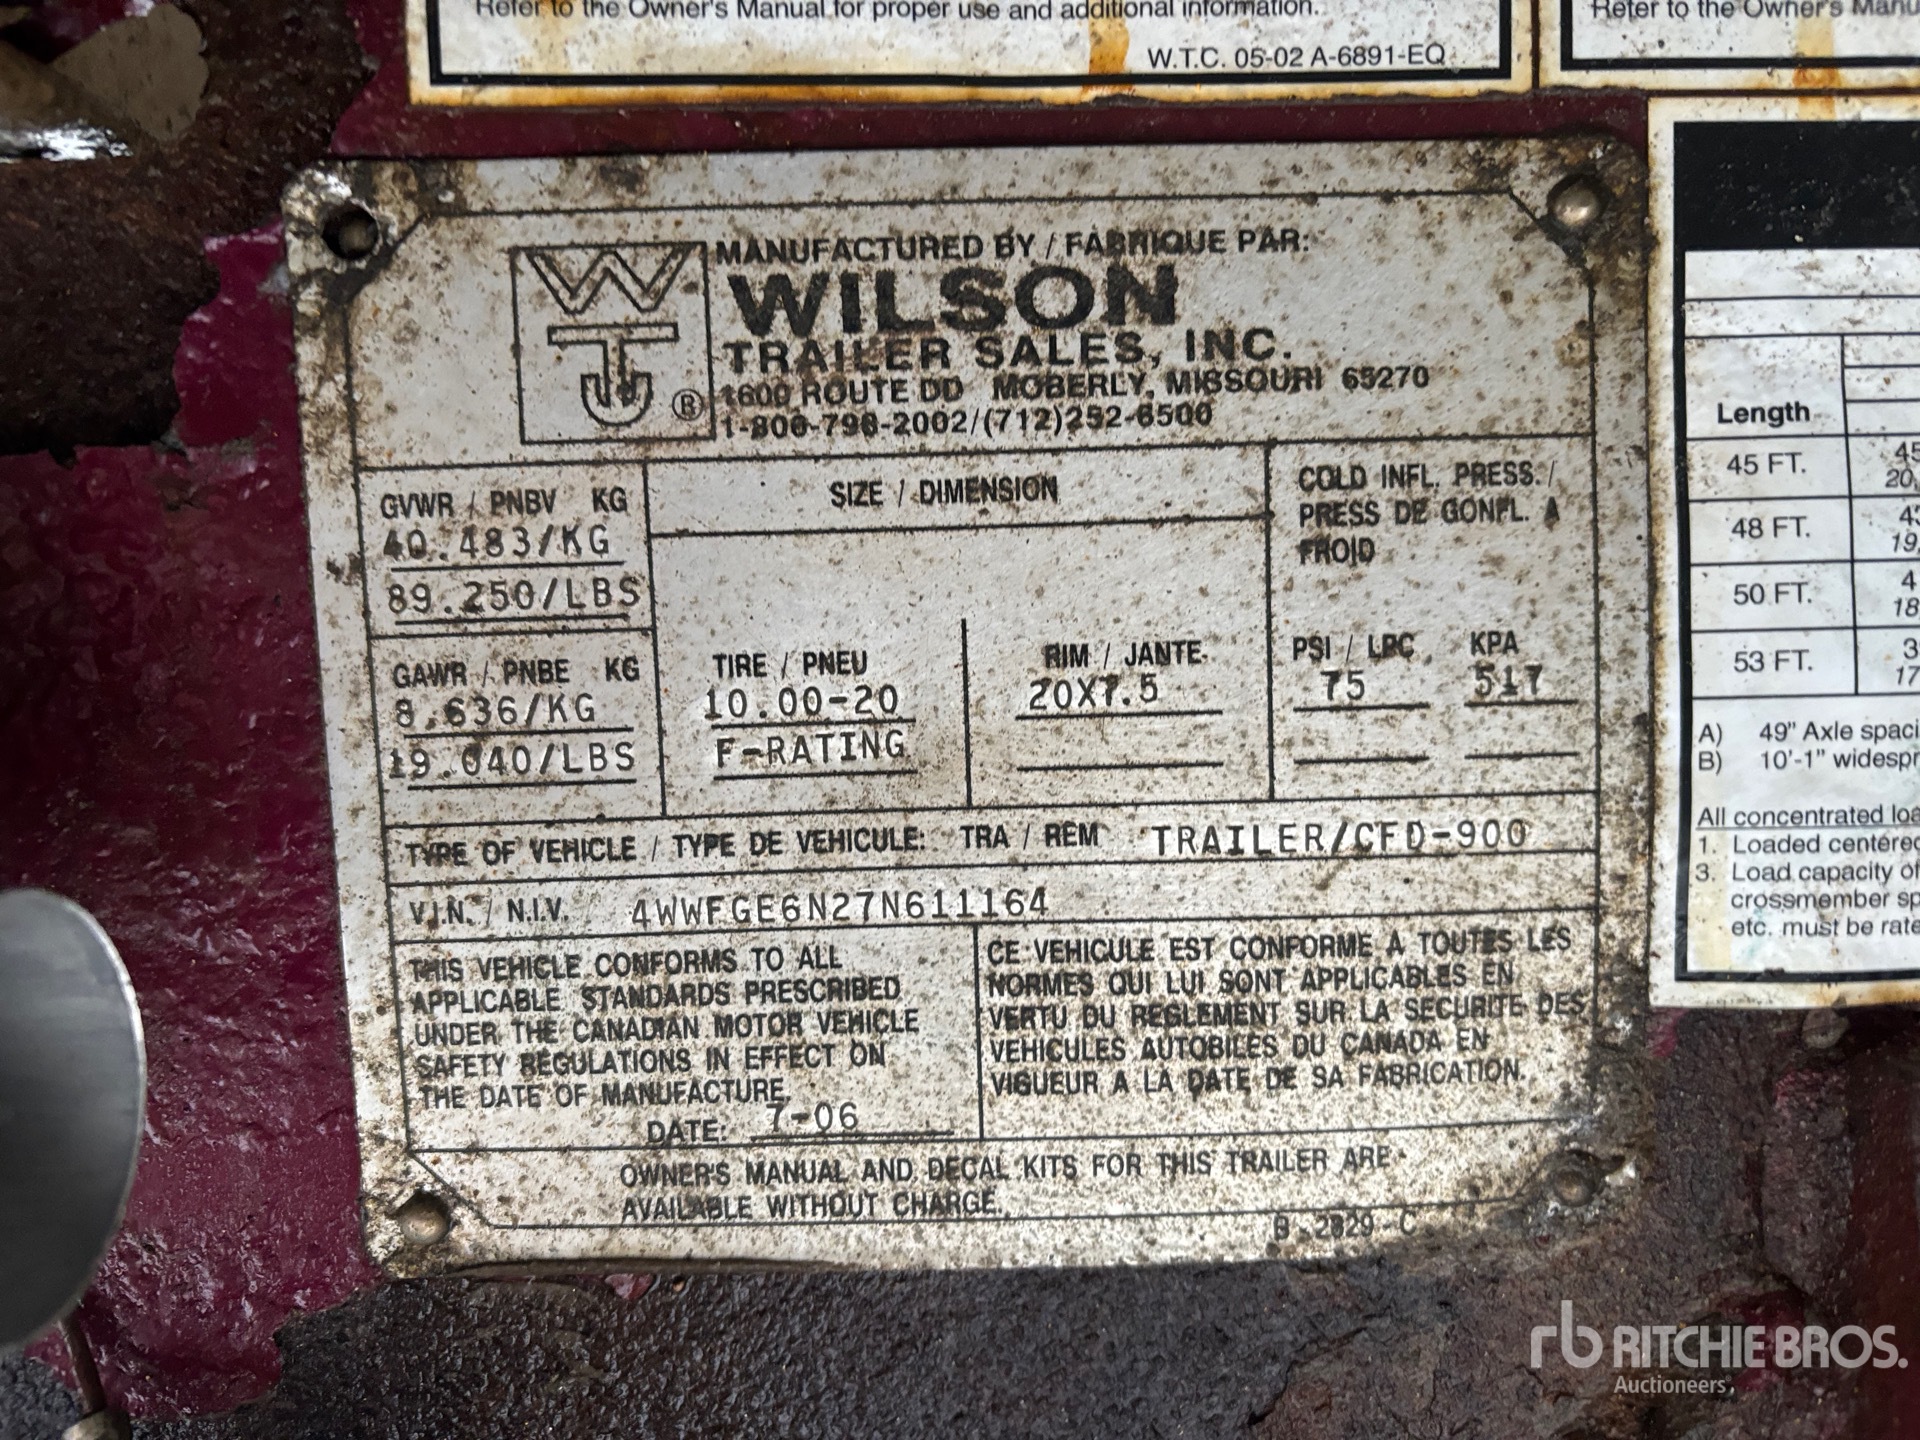 Refer to the Owner's Manual for proper use and additional information.
W.T.C. 05-02 A-6891-EQ
Refer to the Owner's Manu
MANUFACTURED BY / FABRIQUE PAR:
WTJ
®
WILSON
TRAILER SALES, INC.
1600 ROUTE DD MOBERLY, MISSOURI 65270
1-800-798-2002/(712)252-6500
GVWR / PNBV KG
40.483/KG
89.250/LBS
SIZE / DIMENSION
COLD INFL. PRESS. /
PRESS DE GONFL. A
FROID
GAWR / PNBE KG
8.636/KG
19.040/LBS
TIRE / PNEU
10.00-20
F-RATING
RIM / JANTE
20X7.5
PSI / LPC KPA
75 517
TYPE OF VEHICLE / TYPE DE VEHICULE: TRA / REM TRAILER/CFD-900
V.I.N. / N.I.V. 4WWFGE6N27N611164
THIS VEHICLE CONFORMS TO ALL
APPLICABLE STANDARDS PRESCRIBED
UNDER THE CANADIAN MOTOR VEHICLE
SAFETY REGULATIONS IN EFFECT ON
THE DATE OF MANUFACTURE.
DATE: 7-06
CE VEHICULE EST CONFORME A TOUTES LES
NORMES QUI LUI SONT APPLICABLES EN
VERTU DU REGLEMENT SUR LA SECURITE DES
VEHICULES AUTOBILES DU CANADA EN
VIGUEUR A LA DATE DE SA FABRICATION.
OWNER'S MANUAL AND DECAL KITS FOR THIS TRAILER ARE
AVAILABLE WITHOUT CHARGE.
B-2829-C
Length
45 FT.
48 FT.
50 FT.
53 FT.
A) 49" Axle spaci
B) 10'-1" widespr
All concentrated loa
1. Loaded centered
3. Load capacity of
crossmember sp
etc. must be rate
rb RITCHIE BROS.
Auctioneers